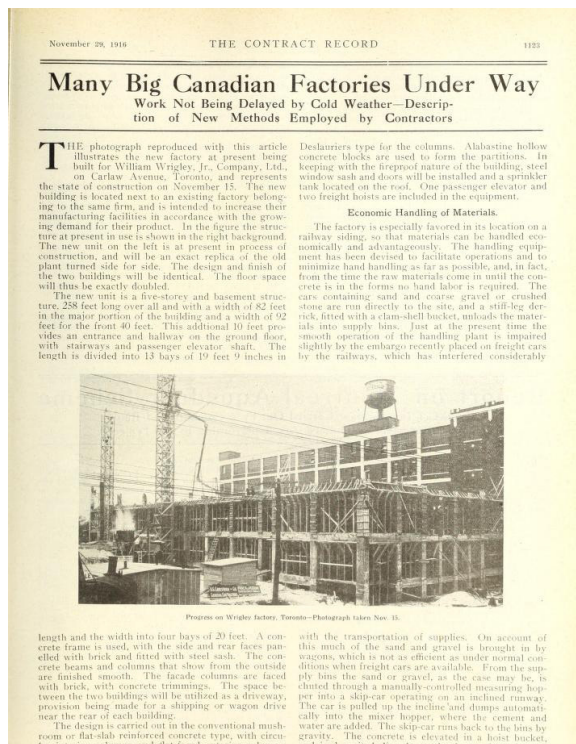 November 29, 1916
THE CONTRACT RECORD
1123
Many Big Canadian Factories Under Way
Work Not Being Delayed by Cold Weather—Descrip-
tion of New Methods Employed by Contractors
THE photograph reproduced with this article
illustrates the new factory at present being
built for William Wrigley, Jr., Company, Ltd.,
on Carlaw Avenue, Toronto, and represents
the state of construction on November 15. The new
building is located next to an existing factory belong-
ing to the same firm, and is intended to increase their
manufacturing facilities in accordance with the grow-
ing demand for their product. In the figure the struc-
ture at present in use is shown in the right background.
The new unit on the left is at present in process of
construction, and will be an exact replica of the old
plant turned side for side. The design and finish of
the two buildings will be identical. The floor space
will thus be exactly doubled.
The new unit is a five-storey and basement struc-
ture, 258 feet long over all and with a width of 82 feet
in the major portion of the building and a width of 92
feet for the front 40 feet. This addtional 10 feet pro-
vides an entrance and hallway on the ground floor,
with stairways and passenger elevator shaft. The
length is divided into 13 bays of 19 feet 9 inches in
Deslauriers type for the columns. Alabastine hollow
concrete blocks are used to form the partitions. In
keeping with the fireproof nature of the building, steel
window sash and doors will be installed and a sprinkler
tank located on the roof. One passenger elevator and
two freight hoists are included in the equipment.
Economic Handling of Materials.
The factory is especially favored in its location on a
railway siding, so that materials can be handled eco-
nomically and advantageously. The handling equip-
ment has been devised to facilitate operations and to
minimize hand handling as far as possible, and, in fact,
from the time the raw materials come in until the con-
crete is in the forms no hand labor is required. The
cars containing sand and coarse gravel or crushed
stone are run directly to the site, and a stiff-leg der-
rick, fitted with a clam-shell bucket, unloads the mater-
ials into supply bins. Just at the present time the
smooth operation of the handling plant is impaired
slightly by the embargo recently placed on freight cars
by the railways, which has interfered considerably
Progress on Wrigley factory, Toronto—Photograph taken Nov. 15.
length and the width into four bays of 20 feet. A con-
crete frame is used, with the side and rear faces pan-
elled with brick and fitted with steel sash. The con-
crete beams and columns that show from the outside
are finished smooth. The facade columns are faced
with brick, with concrete trimmings. The space be-
tween the two buildings will be utilized as a driveway,
provision being made for a shipping or wagon drive
near the rear of each building.
The design is carried out in the conventional mush-
room or flat-slab reinforced concrete type, with circu-
with the transportation of supplies. On account of
this much of the sand and gravel is brought in by
wagons, which is not as efficient as under normal con-
ditions when freight cars are available. From the sup-
ply bins the sand or gravel, as the case may be, is
chuted through a manually-controlled measuring hop-
per into a skip-car operating on an inclined runway.
The car is pulled up the incline and dumps automati-
cally into the mixer hopper, where the cement and
water are added. The skip-car runs back to the bins by
gravity. The concrete is elevated in a hoist bucket,